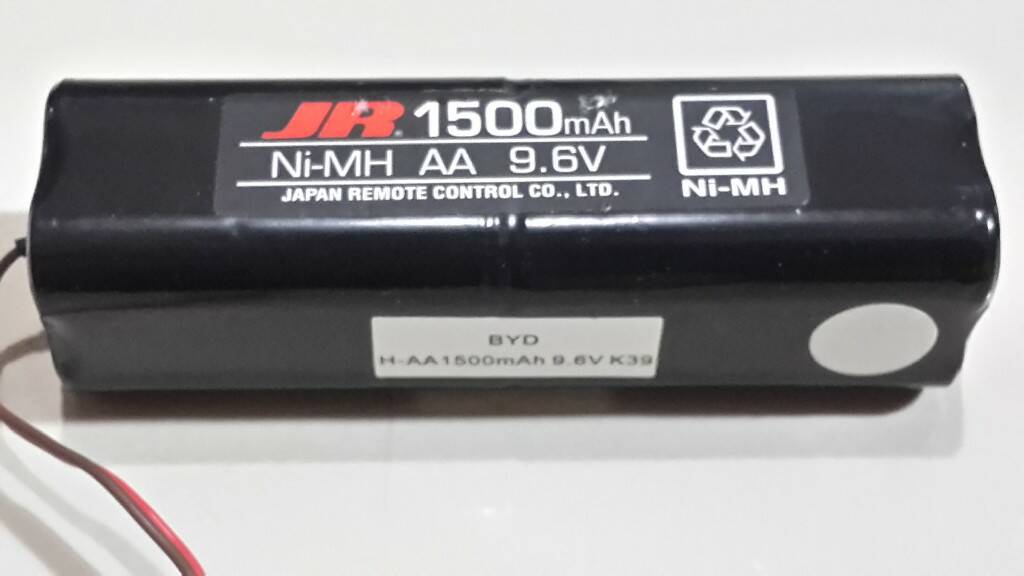 JR 1500mAh
Ni-MH AA 9.6V
JAPAN REMOTE CONTROL CO., LTD.
Ni-MH
BYD
H-AA1500mAh 9.6V K39